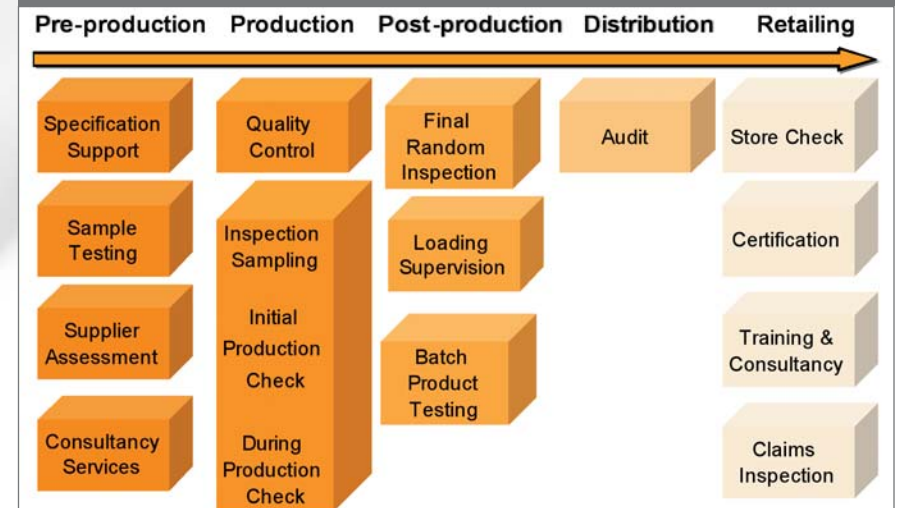 Pre-production Production Post-production Distribution Retailing
Specification
Support
Sample
Testing
Supplier
Assessment
Consultancy
Services
Quality
Control
Inspection
Sampling
Initial
Production
Check
During
Production
Check
Final
Random
Inspection
Loading
Supervision
Batch
Product
Testing
Audit
Store Check
Certification
Training &
Consultancy
Claims
Inspection